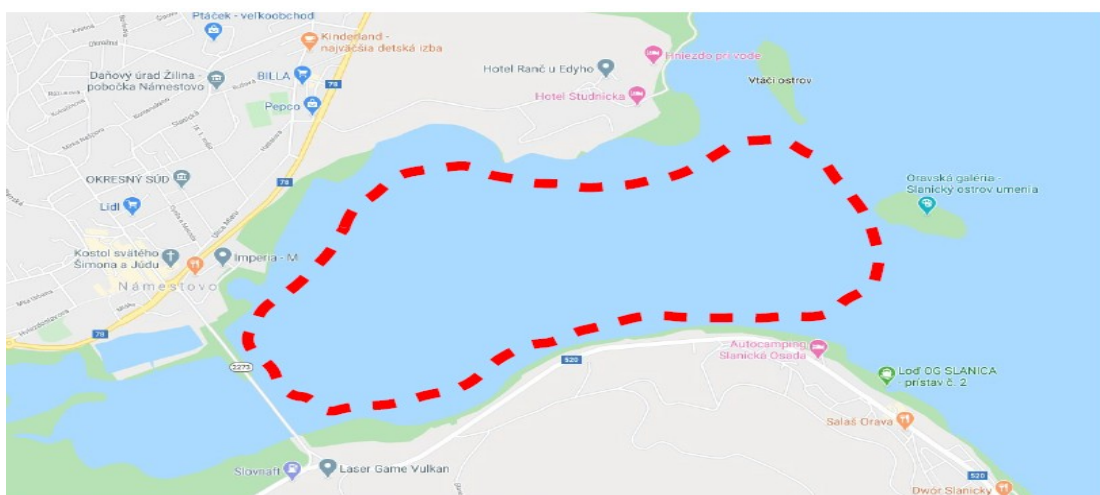 Ptáček - veľkoobchod
Kinderland -
najväčšia detská izba
Daňový úrad Žilina -
pobočka Námestovo
BILLA
78
Pepco
Hotel Ranč u Edyho
Hniezdo pri vode
Hotel Studnička
Vtáčí ostrov
OKRESNÝ SÚD
78
Lidl
Oravská galéria -
Slanický ostrov umenia
Kostol svätého
Šimona a Júdu
Imperia - M
Námestovo
78
2273
520
Autocamping
Slanická Osada
Loď OG SLANICA
- prístav č. 2
Salaš Orava
Slovnaft
Laser Game Vulkan
520
Dwór Slanicky